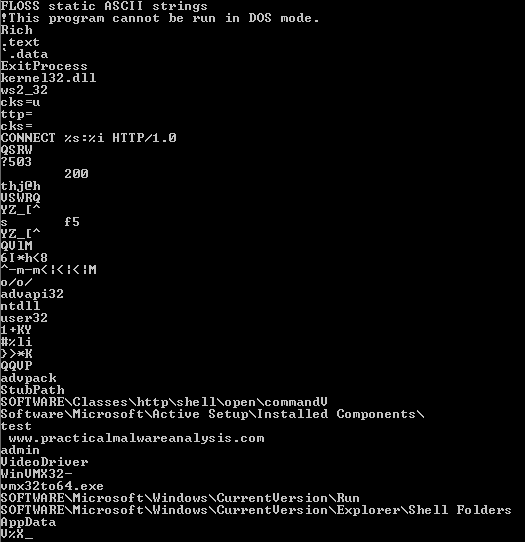 FLOSS static ASCII strings
!This program cannot be run in DOS mode.
Rich
.text
`.data
ExitProcess
kernel32.dll
ws2_32
cks=u
ttp=
cks=
CONNECT %s:%i HTTP/1.0
QSRW
?503
200
thj@h
VSWRQ
YZ_[^
s f5
YZ_[^
QVlM
6I*h<8
^-m-m<|<|<|M
o/o/
advapi32
ntdll
user32
1+KY
#%li
}>*K
QQVP
advpack
StubPath
SOFTWARE\Classes\http\shell\open\commandV
Software\Microsoft\Active Setup\Installed Components\
test
www.practicalmalwareanalysis.com
admin
VideoDriver
WinVMX32-
vmx32to64.exe
SOFTWARE\Microsoft\Windows\CurrentVersion\Run
SOFTWARE\Microsoft\Windows\CurrentVersion\Explorer\Shell Folders
AppData
V%X_